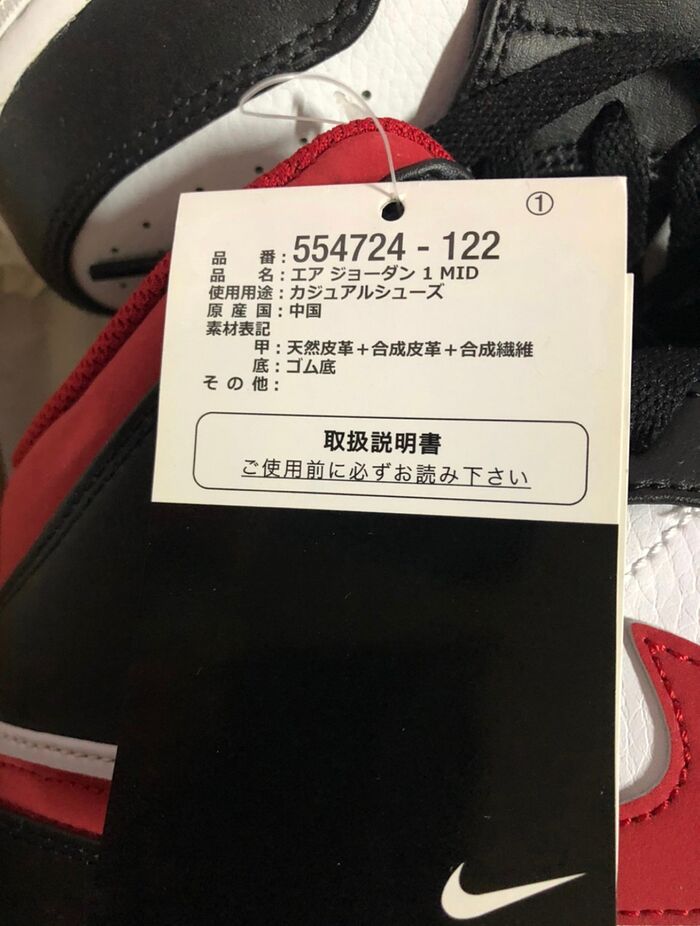 ①
品番：554724 - 122
品名：エア ジョーダン 1 MID
使用用途：カジュアルシューズ
原産国：中国
素材表記
甲：天然皮革＋合成皮革＋合成繊維
底：ゴム底
その他：
取扱説明書
ご使用前に必ずお読み下さい